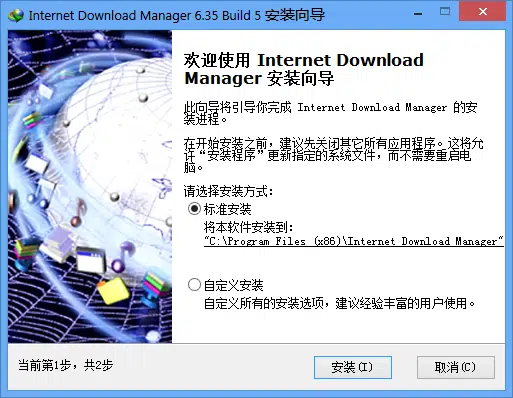 Internet Download Manager 6.35 Build 5 安装向导
欢迎使用 Internet Download
Manager 安装向导
此向导将引导你完成 Internet Download Manager 的安
装进程。
在开始安装之前，建议先关闭其它所有应用程序。这将允
许“安装程序”更新指定的系统文件，而不需要重启电
脑。
请选择安装方式：
标准安装
将本软件安装到：
"C:\Program Files (x86)\Internet Download Manager"
自定义安装
自定义所有的安装选项，建议经验丰富的用户使用。
当前第1步，共2步
安装(I)
取消(C)